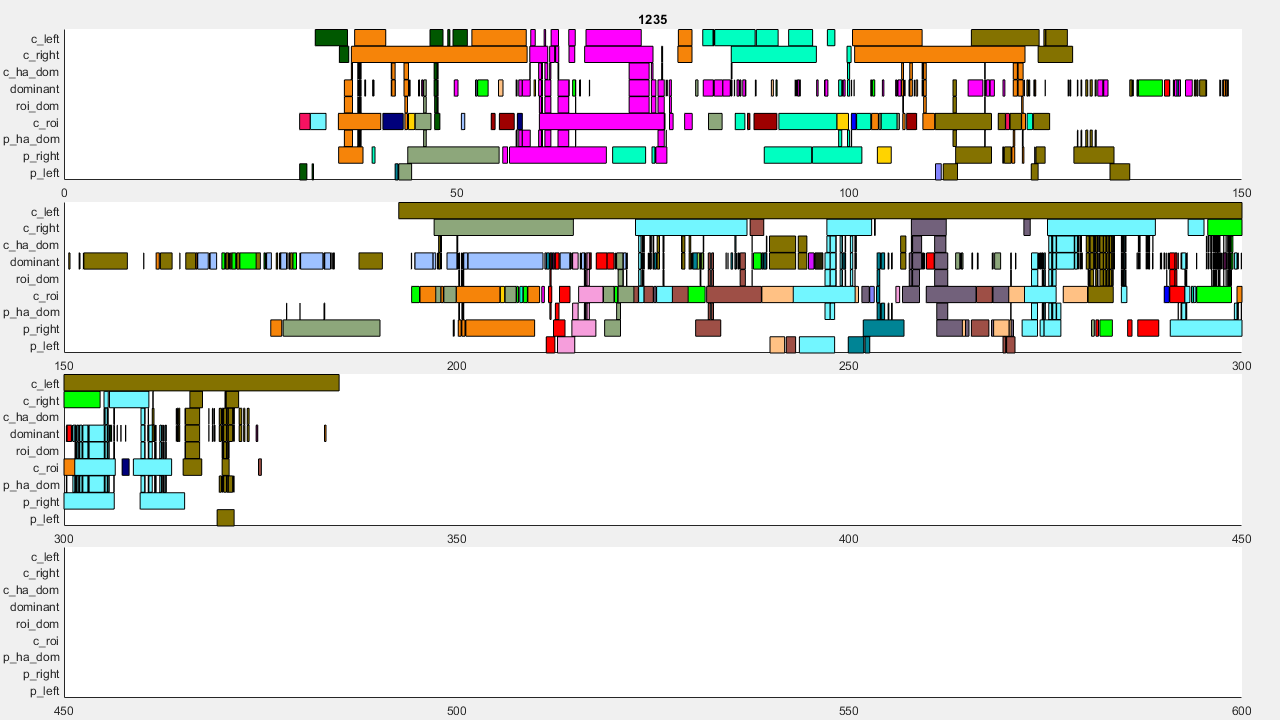 1235
c_left
c_right
c_ha_dom
dominant
roi_dom
c_roi
p_ha_dom
p_right
p_left
0 50 100 150
c_left
c_right
c_ha_dom
dominant
roi_dom
c_roi
p_ha_dom
p_right
p_left
150 200 250 300
c_left
c_right
c_ha_dom
dominant
roi_dom
c_roi
p_ha_dom
p_right
p_left
300 350 400 450
c_left
c_right
c_ha_dom
dominant
roi_dom
c_roi
p_ha_dom
p_right
p_left
450 500 550 600